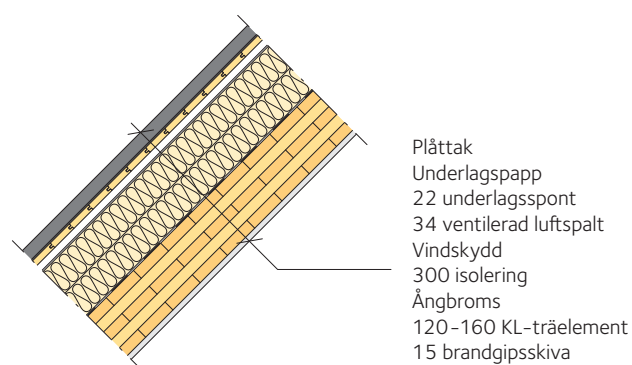 Plåttak
Underlagspapp
22 underlagsspont
34 ventilerad luftspalt
Vindskydd
300 isolering
Ångbroms
120–160 KL-träelement
15 brandgipsskiva